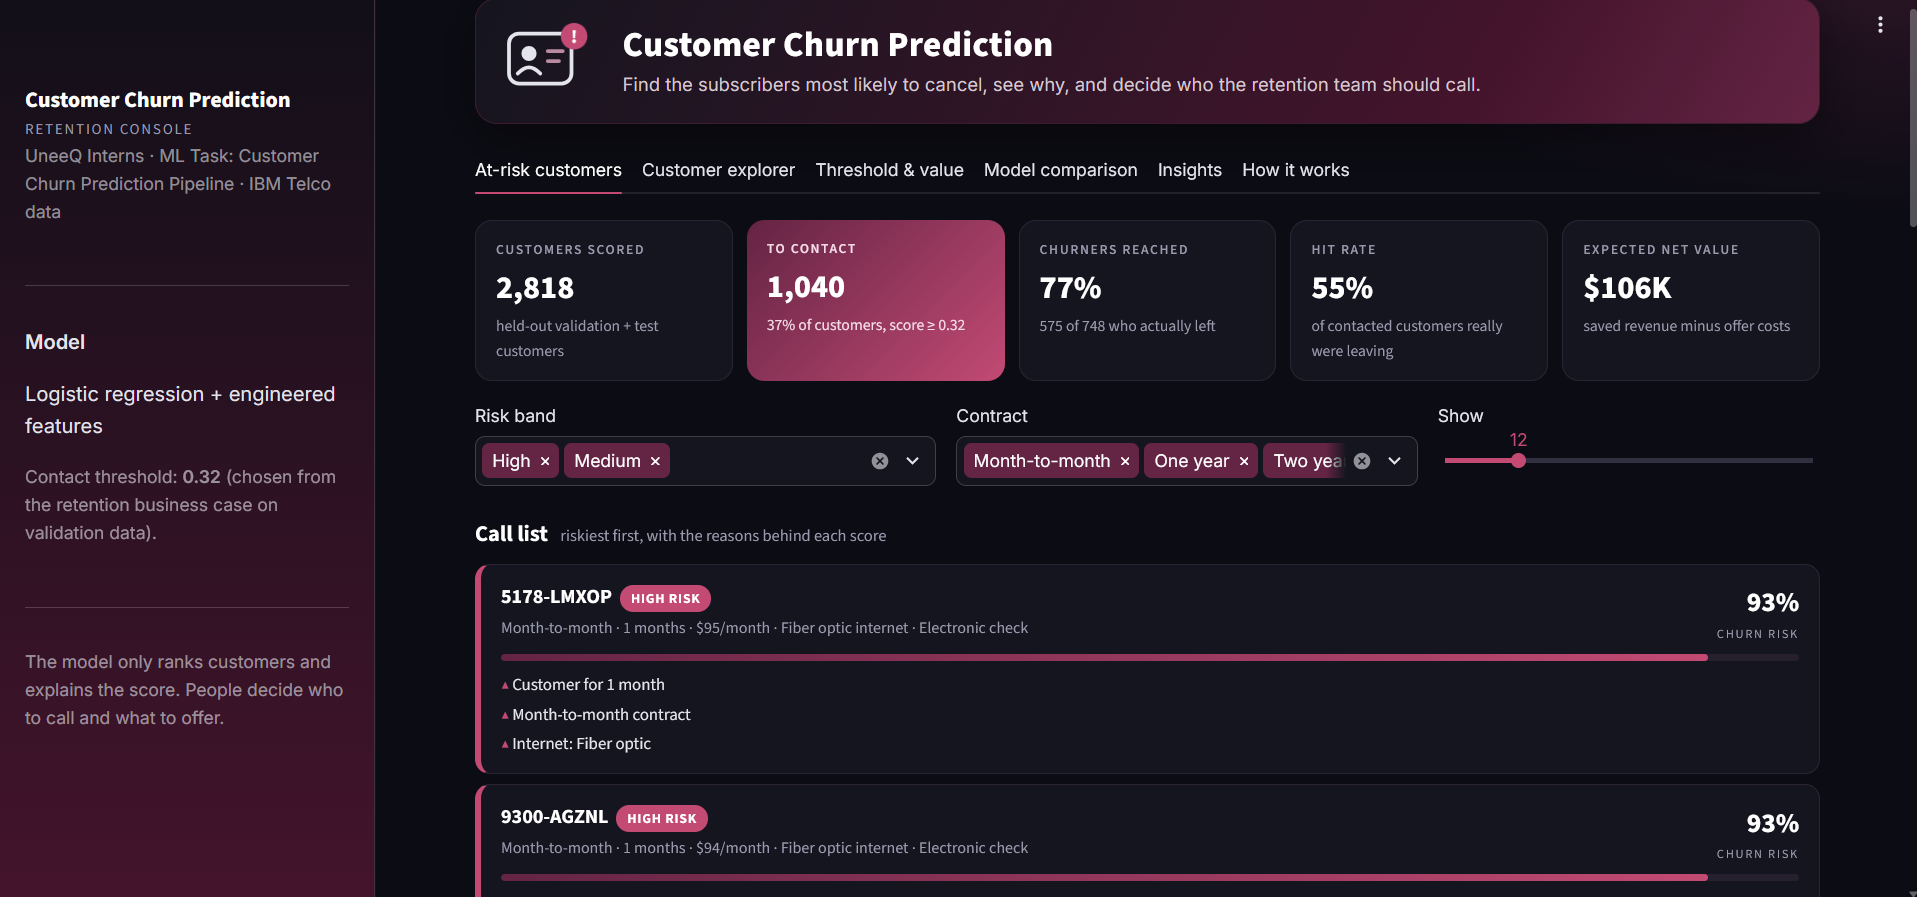 Customer Churn Prediction
RETENTION CONSOLE
UneeQ Interns · ML Task: Customer
Churn Prediction Pipeline · IBM Telco
data
Model
Logistic regression + engineered
features
Contact threshold: 0.32 (chosen from
the retention business case on
validation data).
The model only ranks customers and
explains the score. People decide who
to call and what to offer.
!
Customer Churn Prediction
Find the subscribers most likely to cancel, see why, and decide who the retention team should call.
At-risk customers Customer explorer Threshold & value Model comparison Insights How it works
CUSTOMERS SCORED
2,818
held-out validation + test
customers
TO CONTACT
1,040
37% of customers, score ≥ 0.32
CHURNERS REACHED
77%
575 of 748 who actually left
HIT RATE
55%
of contacted customers really
were leaving
EXPECTED NET VALUE
$106K
saved revenue minus offer costs
Risk band
High × Medium ×
Contract
Month-to-month × One year × Two yea
Show
12
Call list riskiest first, with the reasons behind each score
5178-LMXOP HIGH RISK
Month-to-month · 1 months · $95/month · Fiber optic internet · Electronic check
93%
CHURN RISK
▲ Customer for 1 month
▲ Month-to-month contract
▲ Internet: Fiber optic
9300-AGZNL HIGH RISK
Month-to-month · 1 months · $94/month · Fiber optic internet · Electronic check
93%
CHURN RISK